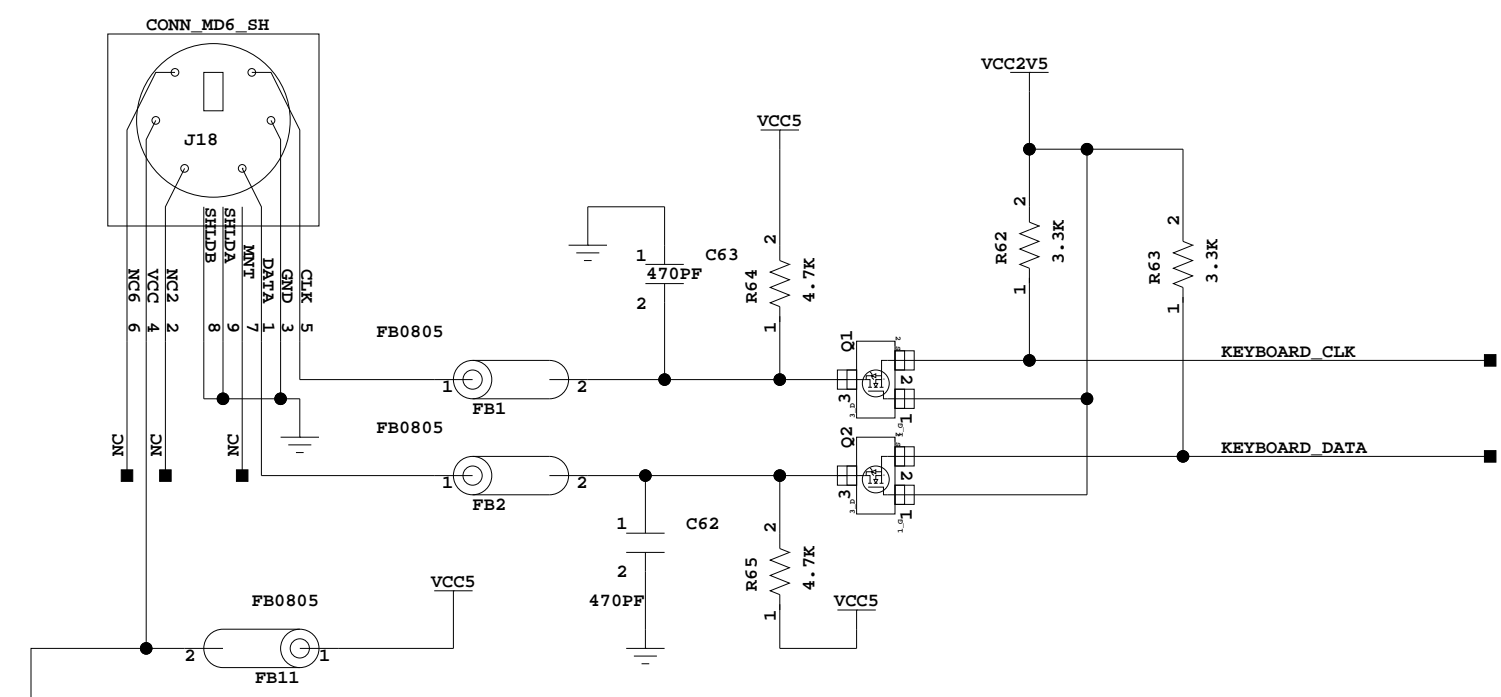 CONN_MD6_SH
J18
SHLDB
SHLDA
MNT
DATA
GND
CLK
NC6
VCC
NC2
6
4
2
8
9
7
1
3
5
NC
NC
NC
FB0805
1
2
FB1
FB0805
1
2
FB2
FB0805
2
1
FB11
VCC5
1
C63
470PF
2
1
C62
2
470PF
VCC5
2
R64
4.7K
1
2
R65
4.7K
1
VCC5
VCC2V5
2
R62
3.3K
1
2
R63
3.3K
1
Q1
3
2
1
3_D
Q2
3
2
1
3_D
1_G
KEYBOARD_CLK
KEYBOARD_DATA